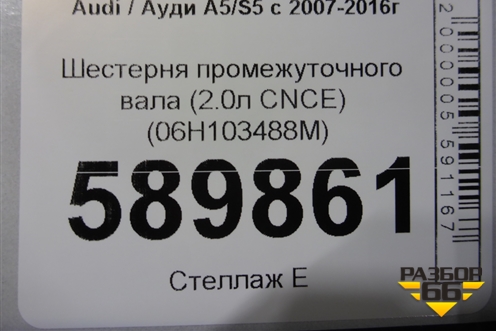 Audi / Ауди A5/S5 с 2007-2016г
Шестерня промежуточного
вала (2.0л CNCE)
(06H103488M)
589861
Стеллаж Е
2000005591167
РАЗБОР
66